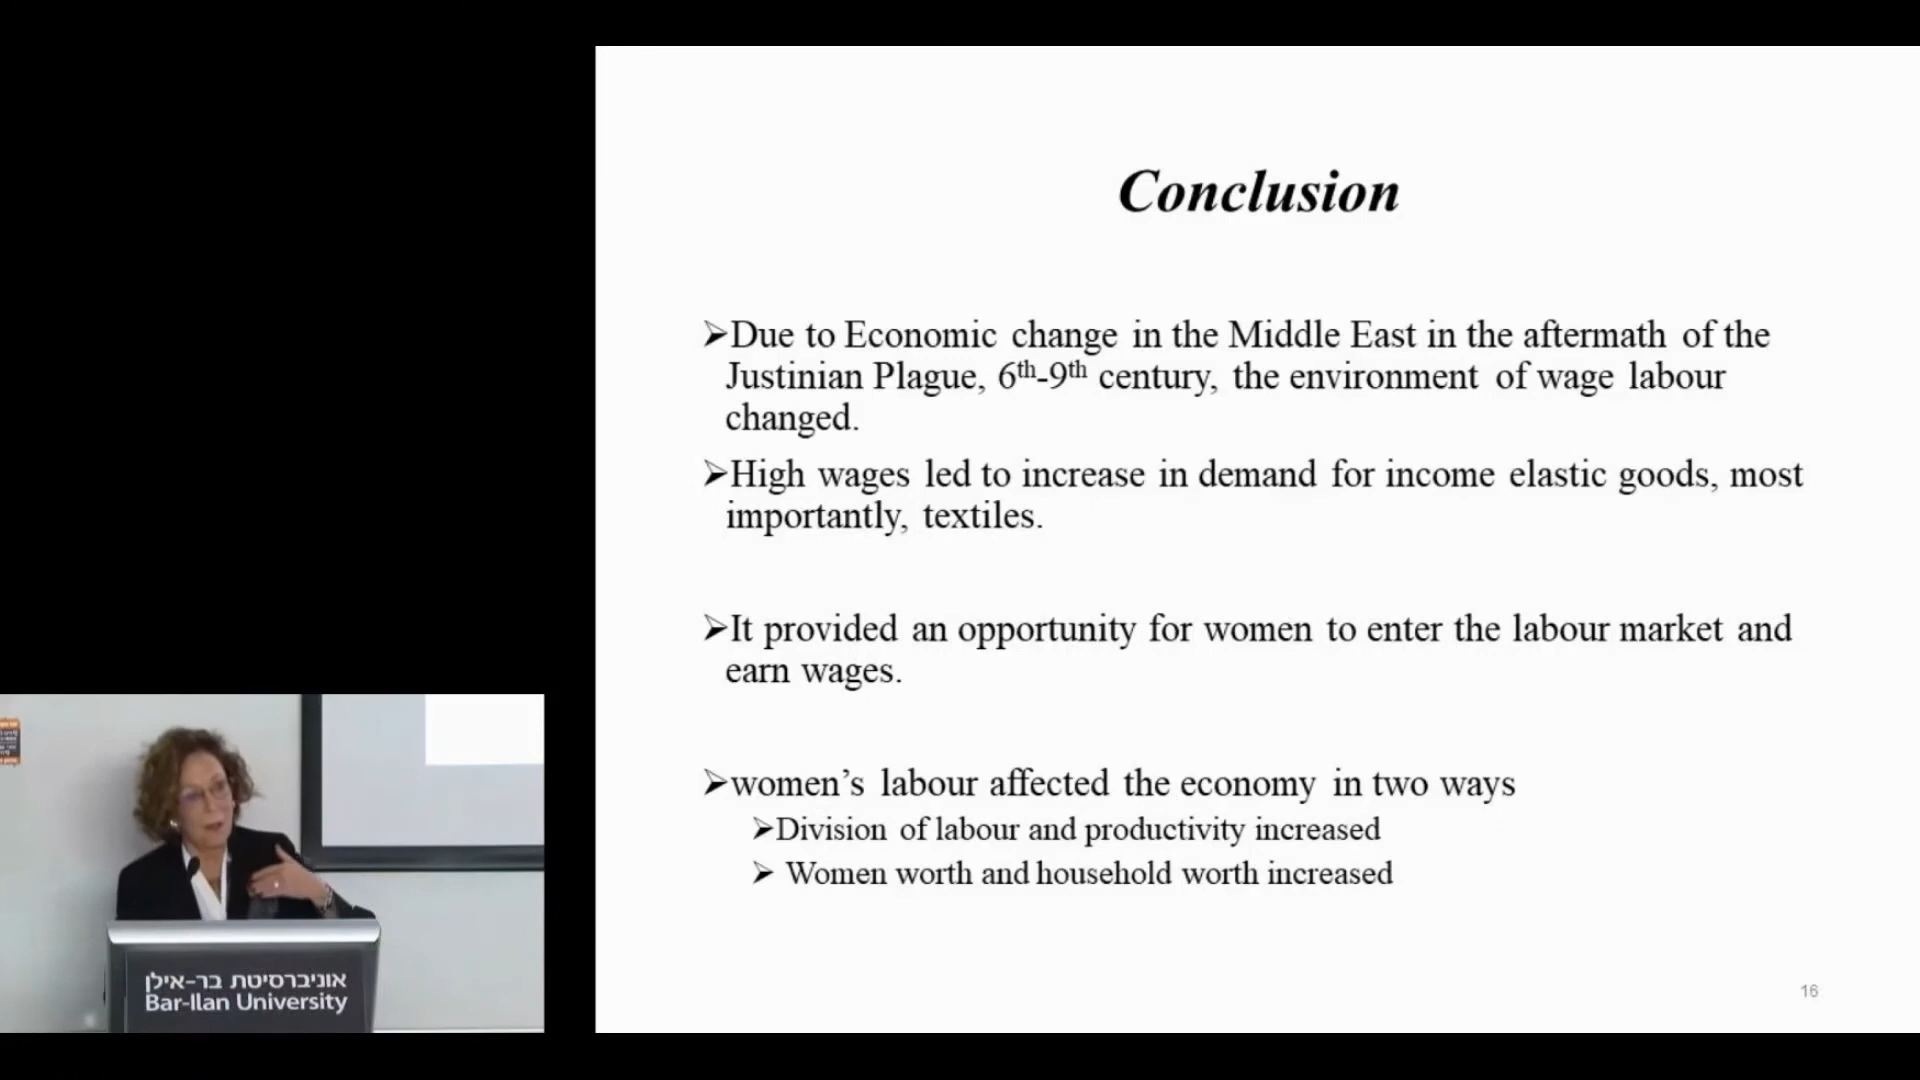 Conclusion
➢Due to Economic change in the Middle East in the aftermath of the
Justinian Plague, 6th-9th century, the environment of wage labour
changed.
➢High wages led to increase in demand for income elastic goods, most
importantly, textiles.
➢It provided an opportunity for women to enter the labour market and
earn wages.
➢women’s labour affected the economy in two ways
➢Division of labour and productivity increased
➢ Women worth and household worth increased
16
אוניברסיטת בר-אילן
Bar-Ilan University